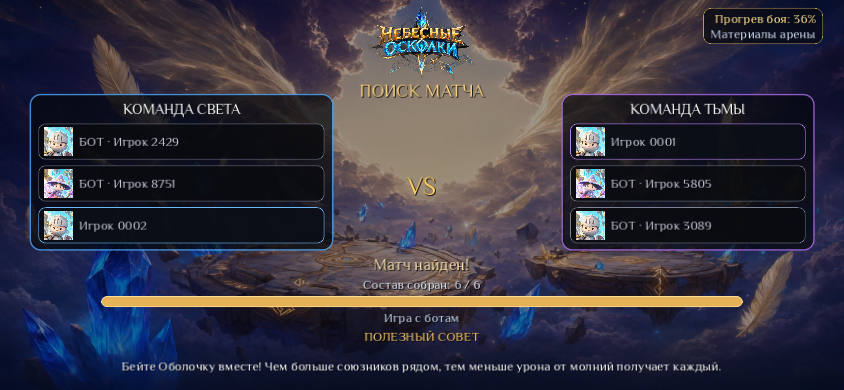 НЕБЕСНЫЕ
ОСКОЛКИ
Прогрев боя: 36%
Материалы арены
ПОИСК МАТЧА
КОМАНДА СВЕТА
БОТ · Игрок 2429
БОТ · Игрок 8751
Игрок 0002
VS
КОМАНДА ТЬМЫ
Игрок 0001
БОТ · Игрок 5805
БОТ · Игрок 3089
Матч найден!
Состав собран: 6 / 6
Игра с ботами
ПОЛЕЗНЫЙ СОВЕТ
Бейте Оболочку вместе! Чем больше союзников рядом, тем меньше урона от молний получает каждый.